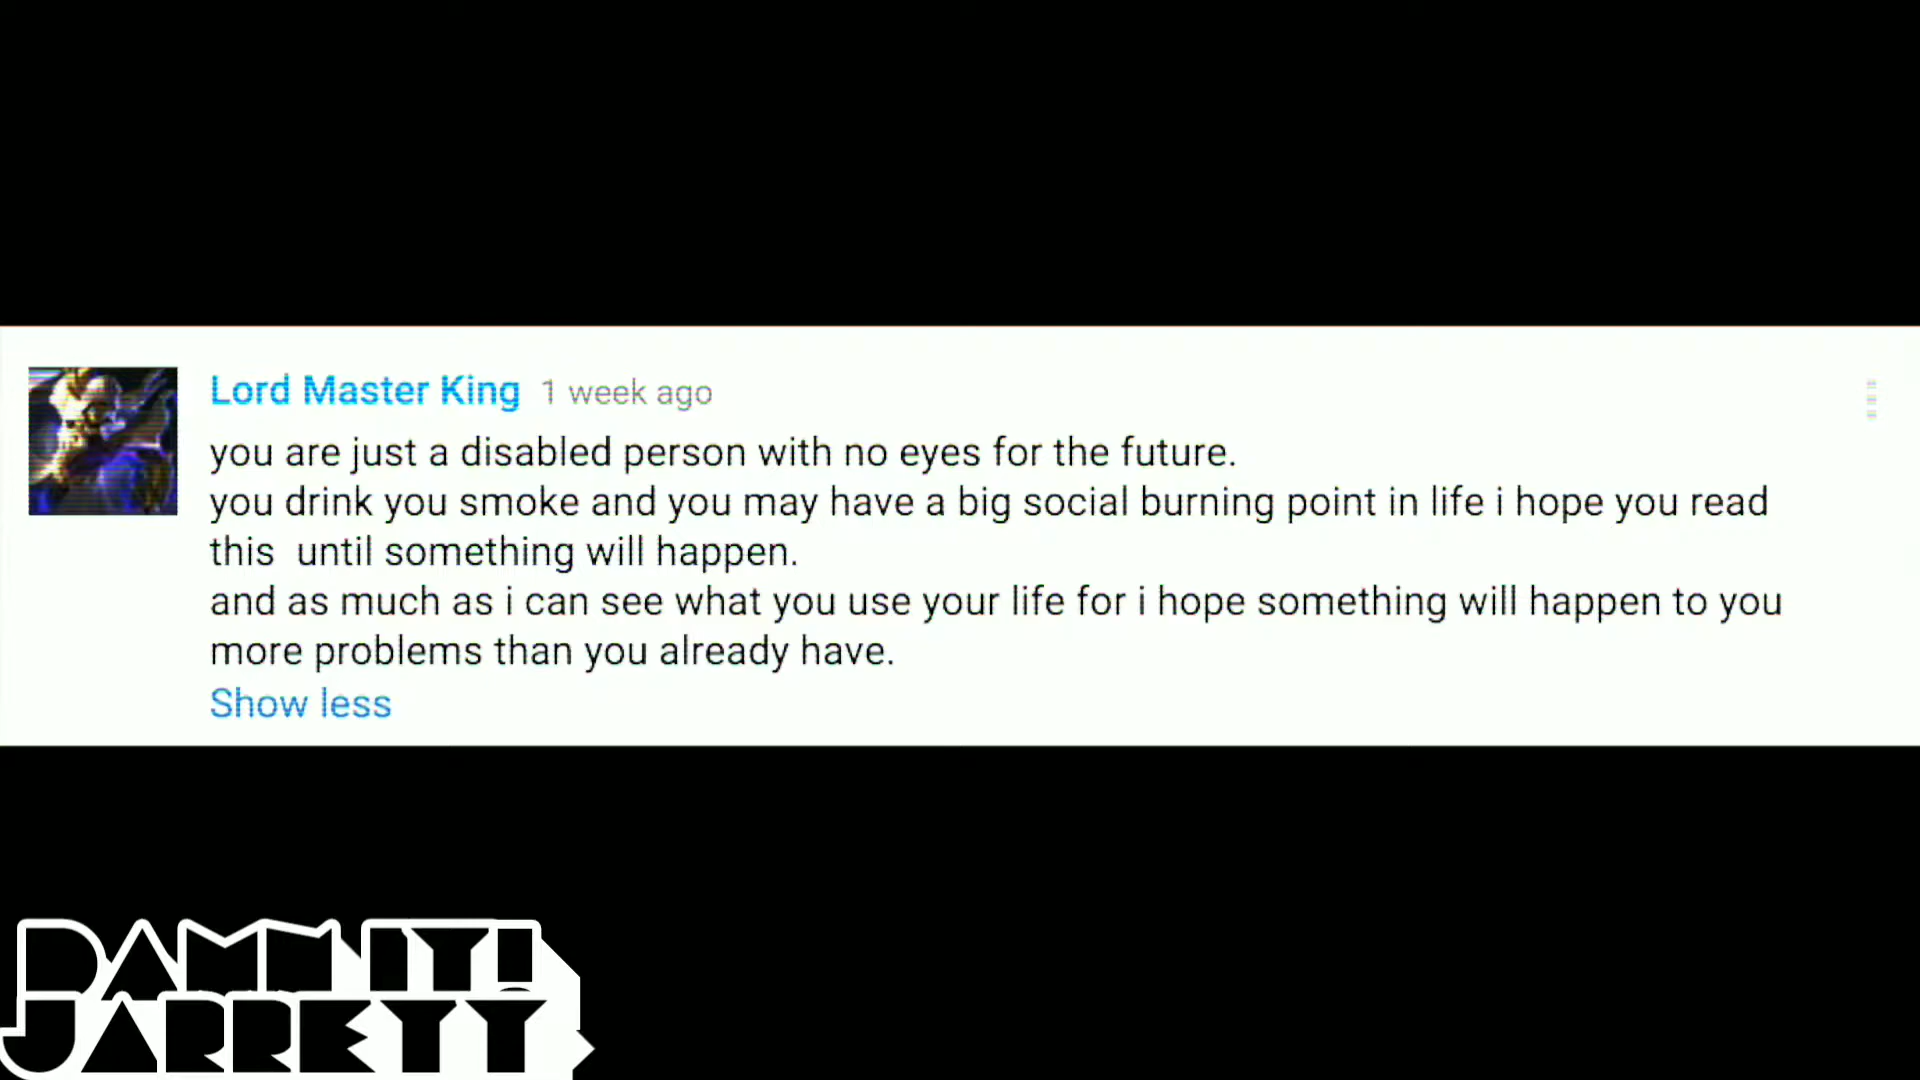 Lord Master King 1 week ago
you are just a disabled person with no eyes for the future.
you drink you smoke and you may have a big social burning point in life i hope you read
this  until something will happen.
and as much as i can see what you use your life for i hope something will happen to you
more problems than you already have.
Show less
DAMN IT!
JARRETT